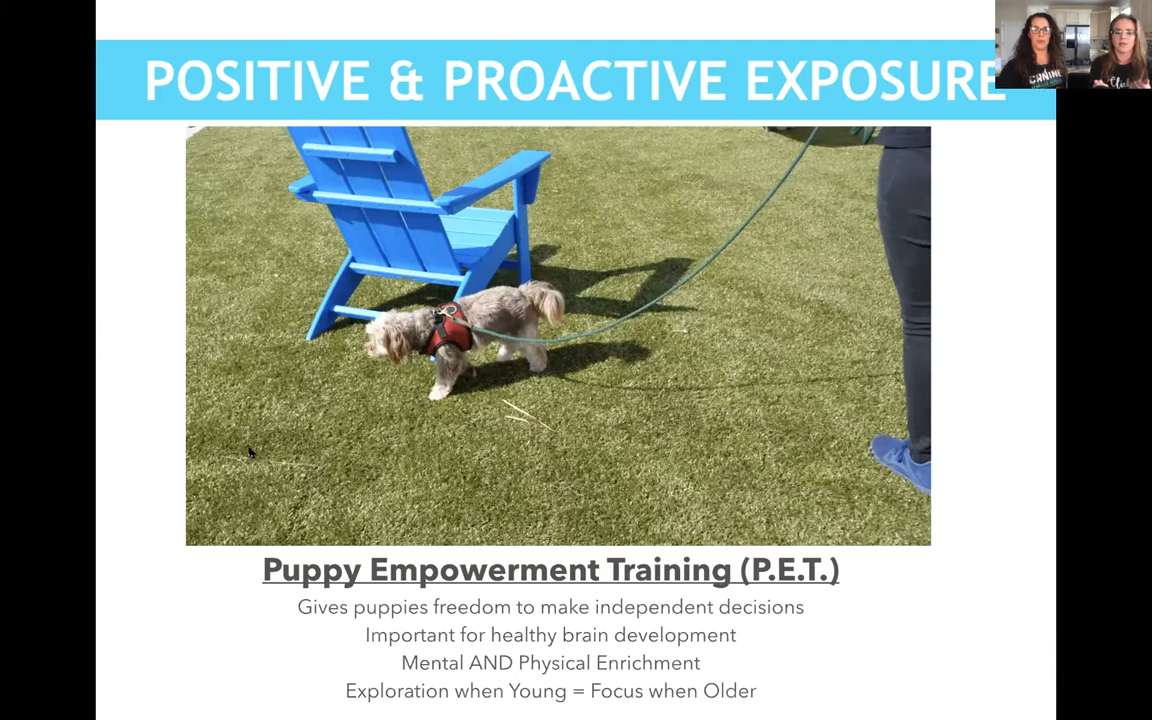 POSITIVE & PROACTIVE EXPOSURE
CANINE
Puppy Empowerment Training (P.E.T.)
Gives puppies freedom to make independent decisions
Important for healthy brain development
Mental AND Physical Enrichment
Exploration when Young = Focus when Older